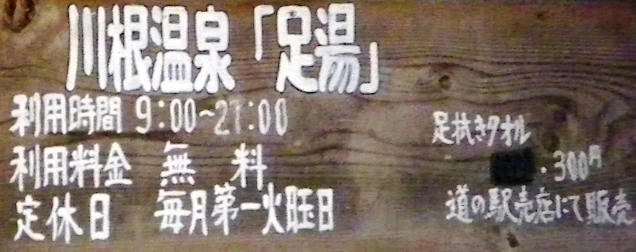 川根温泉「足湯」
利用時間 9:00~21:00
利用料金 無 料
定休日 毎月第一火曜日
足拭きタオル
・300円
道の駅売店にて販売